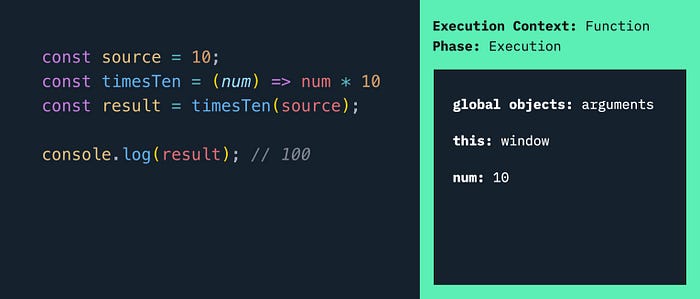 const source = 10;
const timesTen = (num) => num * 10
const result = timesTen(source);
console.log(result); // 100
Execution Context: Function
Phase: Execution
global objects: arguments
this: window
num: 10